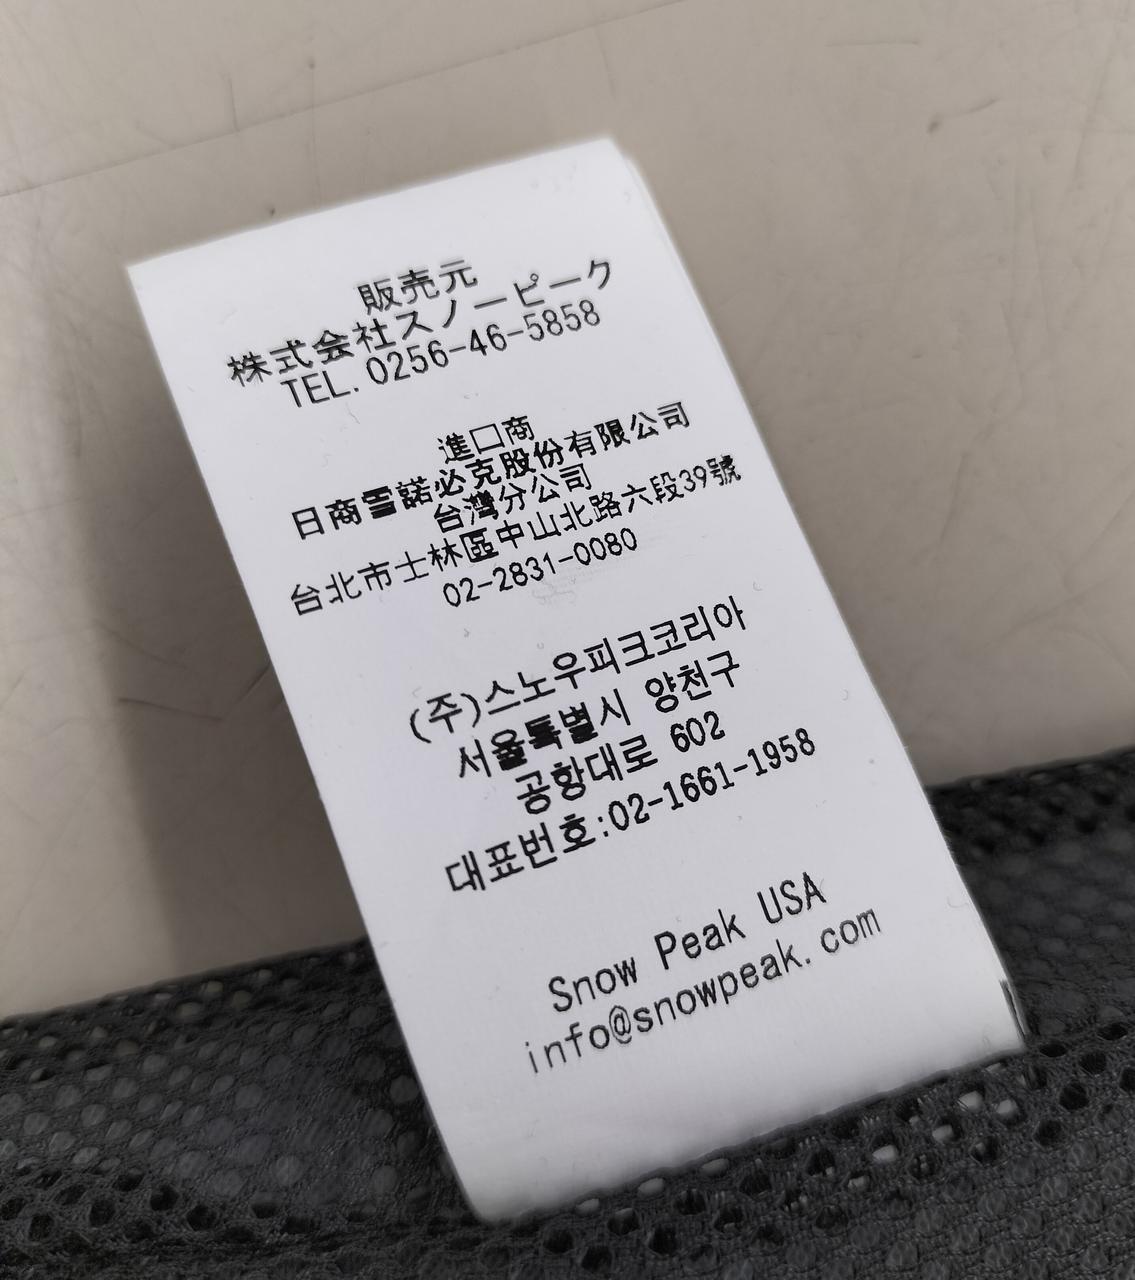 販売元
株式会社スノーピーク
TEL. 0256-46-5858
進口商
日商雪諾必克股份有限公司
台灣分公司
台北市士林區中山北路六段39號
02-2831-0080
(주)스노우피크코리아
서울특별시 양천구
공항대로 602
대표번호:02-1661-1958
Snow Peak USA
info@snowpeak.com